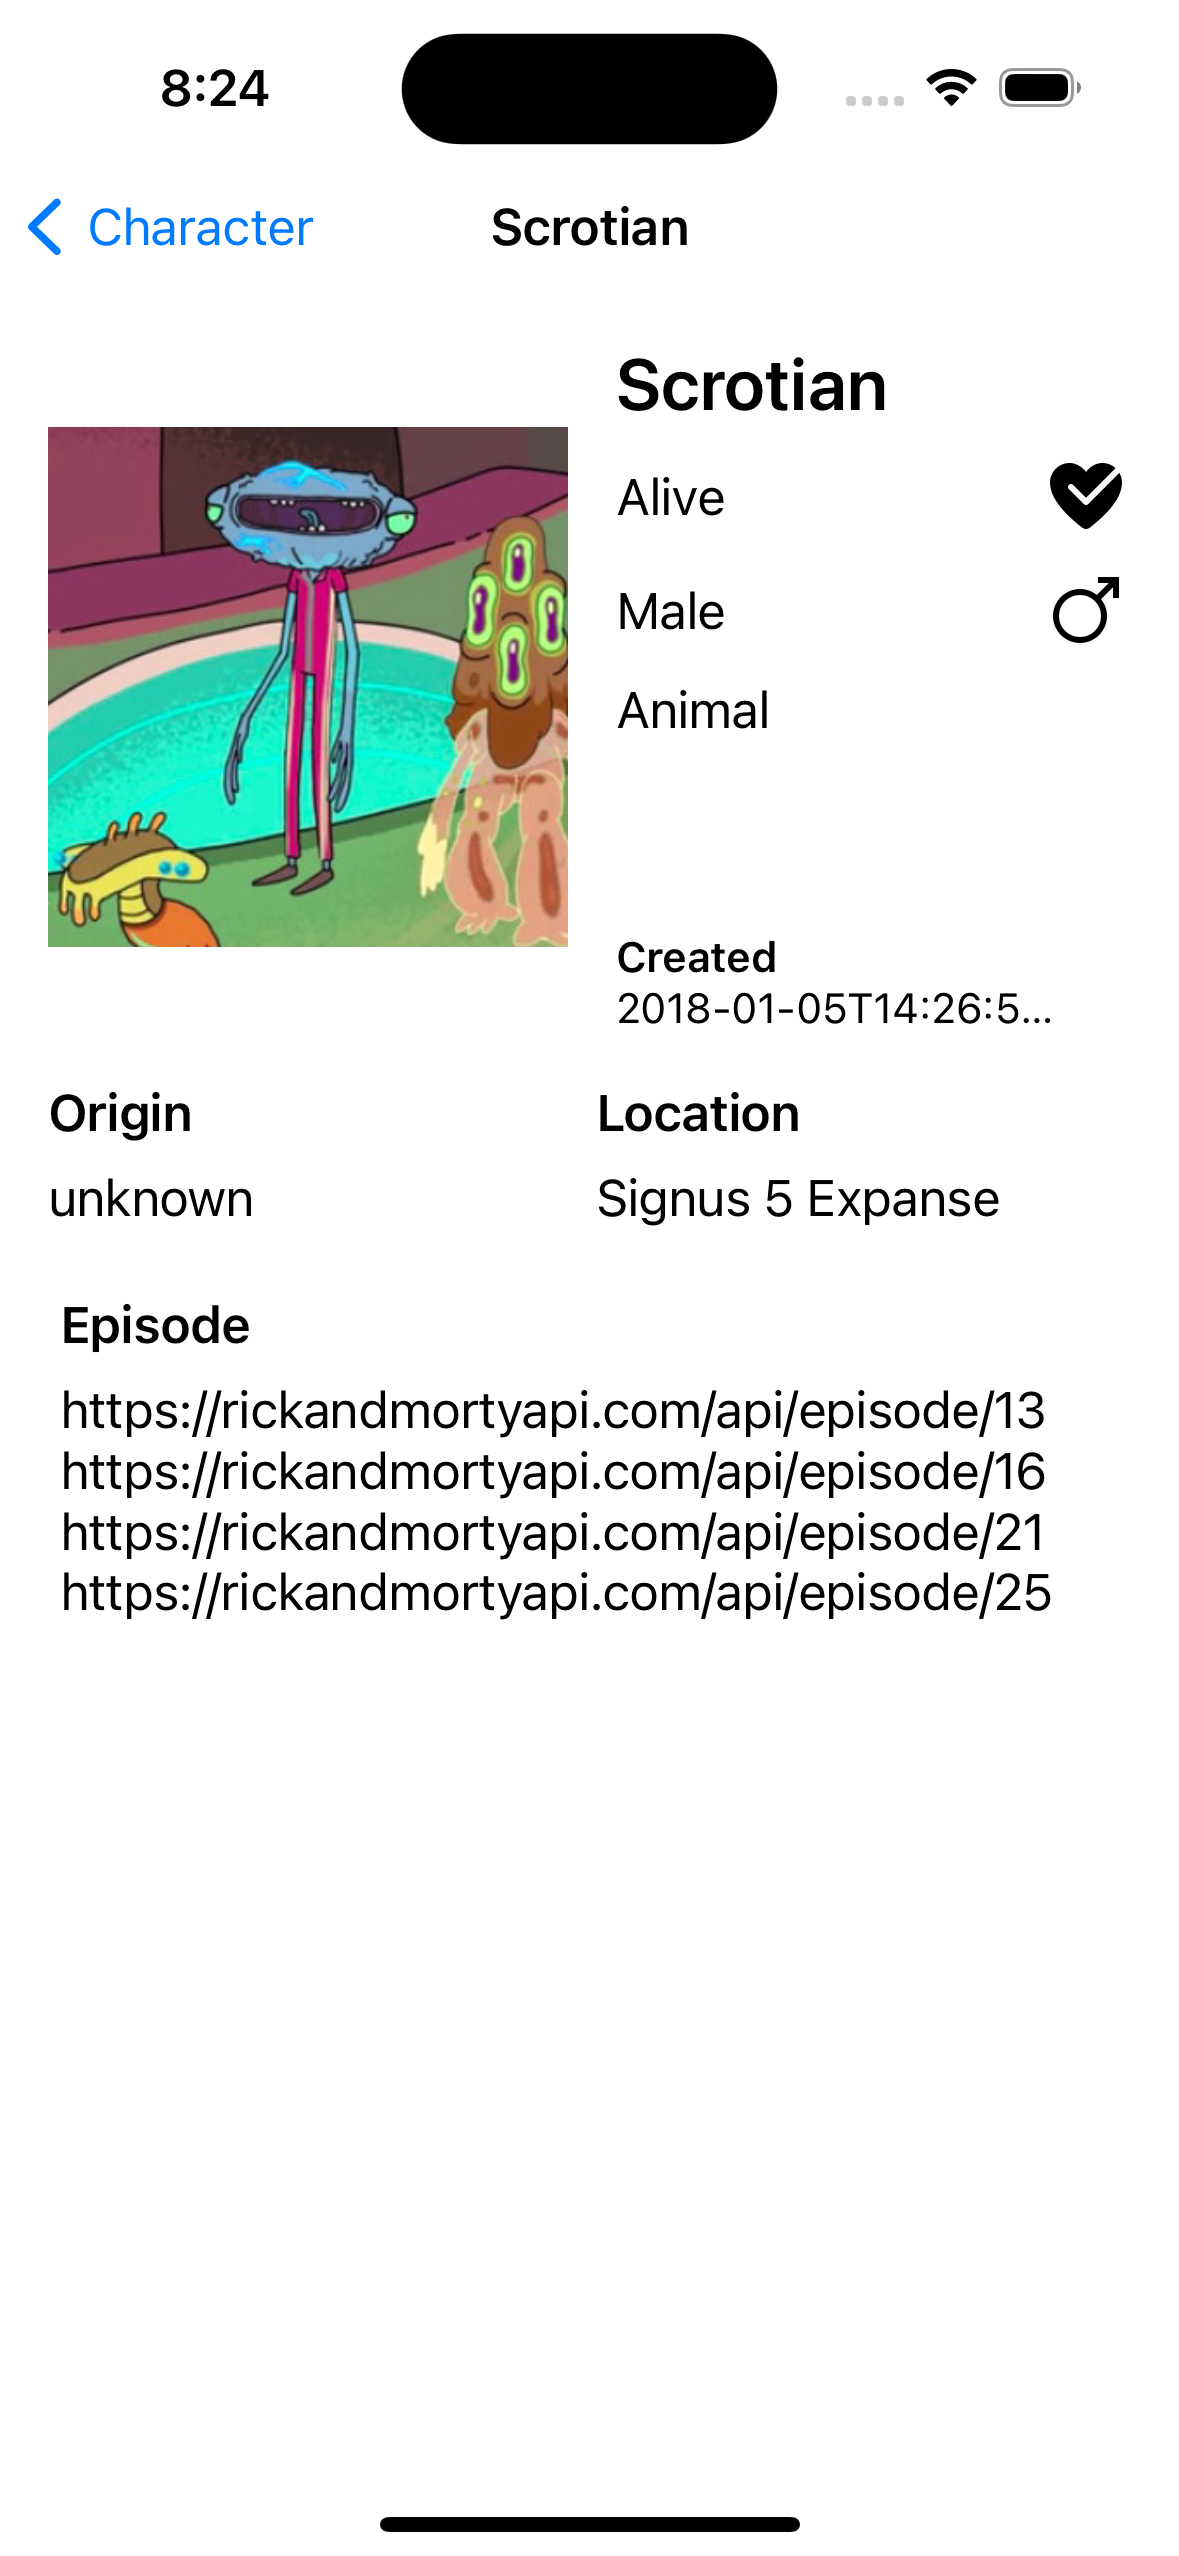 8:24
Character
Scrotian
Scrotian
Alive
Male
Animal
Created
2018-01-05T14:26:5...
Origin
Location
unknown
Signus 5 Expanse
Episode
https://rickandmortyapi.com/api/episode/13
https://rickandmortyapi.com/api/episode/16
https://rickandmortyapi.com/api/episode/21
https://rickandmortyapi.com/api/episode/25